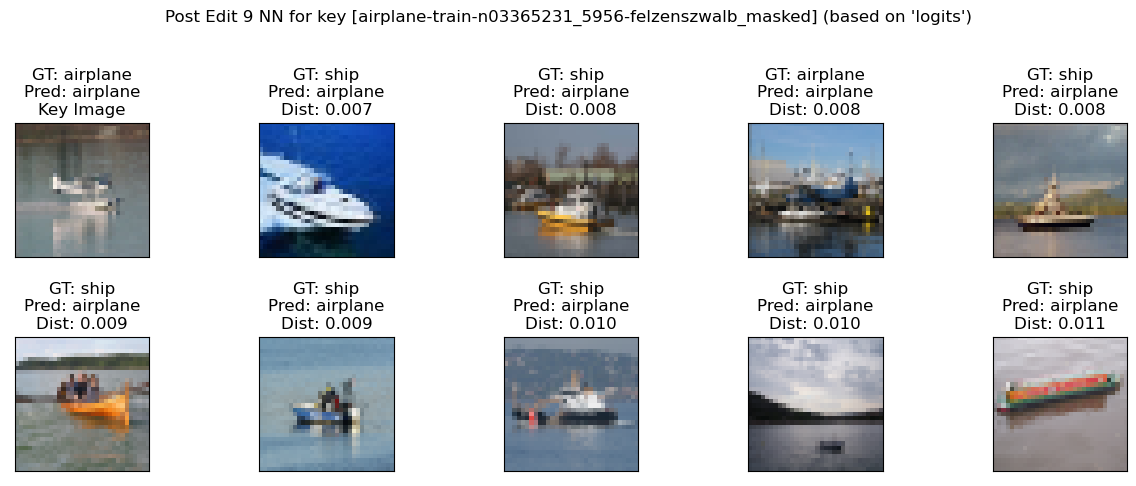 Post Edit 9 NN for key [airplane-train-n03365231_5956-felzenszwalb_masked] (based on 'logits')
GT: airplane
Pred: airplane
Key Image
GT: ship
Pred: airplane
Dist: 0.007
GT: ship
Pred: airplane
Dist: 0.008
GT: airplane
Pred: airplane
Dist: 0.008
GT: ship
Pred: airplane
Dist: 0.008
GT: ship
Pred: airplane
Dist: 0.009
GT: ship
Pred: airplane
Dist: 0.009
GT: ship
Pred: airplane
Dist: 0.010
GT: ship
Pred: airplane
Dist: 0.010
GT: ship
Pred: airplane
Dist: 0.011